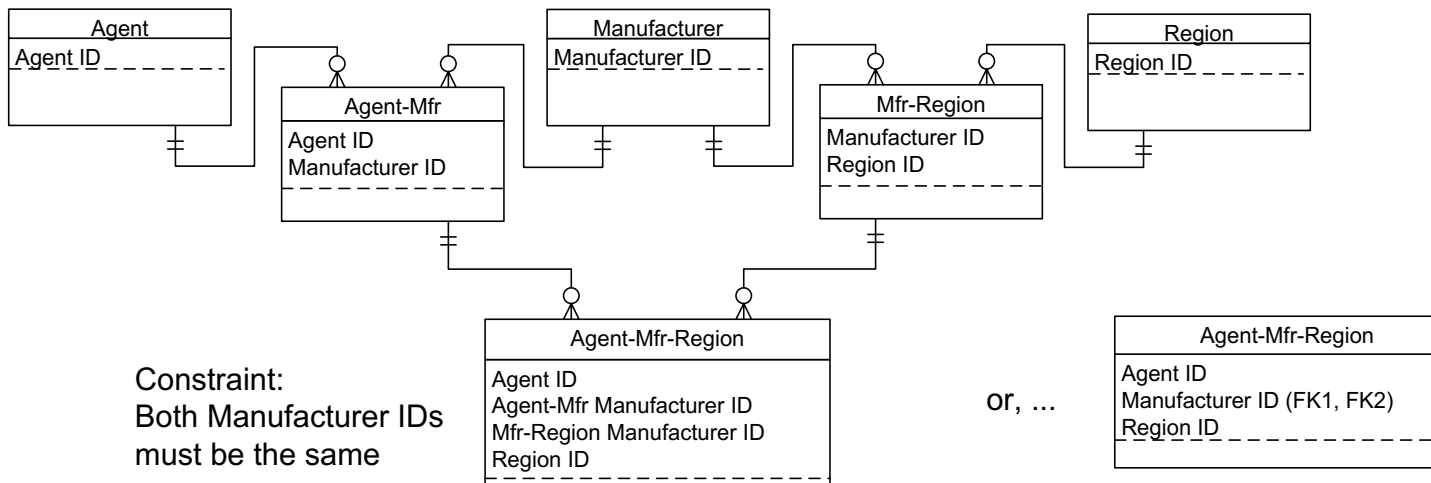 Agent
Agent ID
Manufacturer
Manufacturer ID
Region
Region ID
Agent-Mfr
Agent ID
Manufacturer ID
Mfr-Region
Manufacturer ID
Region ID
Constraint:
Both Manufacturer IDs
must be the same
Agent-Mfr-Region
Agent ID
Agent-Mfr Manufacturer ID
Mfr-Region Manufacturer ID
Region ID
or, ...
Agent-Mfr-Region
Agent ID
Manufacturer ID (FK1, FK2)
Region ID